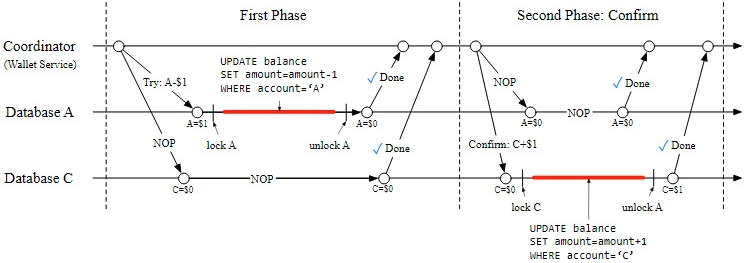 First Phase
Second Phase: Confirm
Coordinator
(Wallet Service)
UPDATE balance
SET amount=amount-1
WHERE account=‘A’
Try: A-$1
✓ Done
NOP
✓ Done
Database A
A=$1
A=$0
A=$0
NOP
A=$0
lock A
unlock A
NOP
✓ Done
Confirm: C+$1
✓ Done
Database C
C=$0
NOP
C=$0
C=$0
C=$1
lock C
unlock A
UPDATE balance
SET amount=amount+1
WHERE account=‘C’